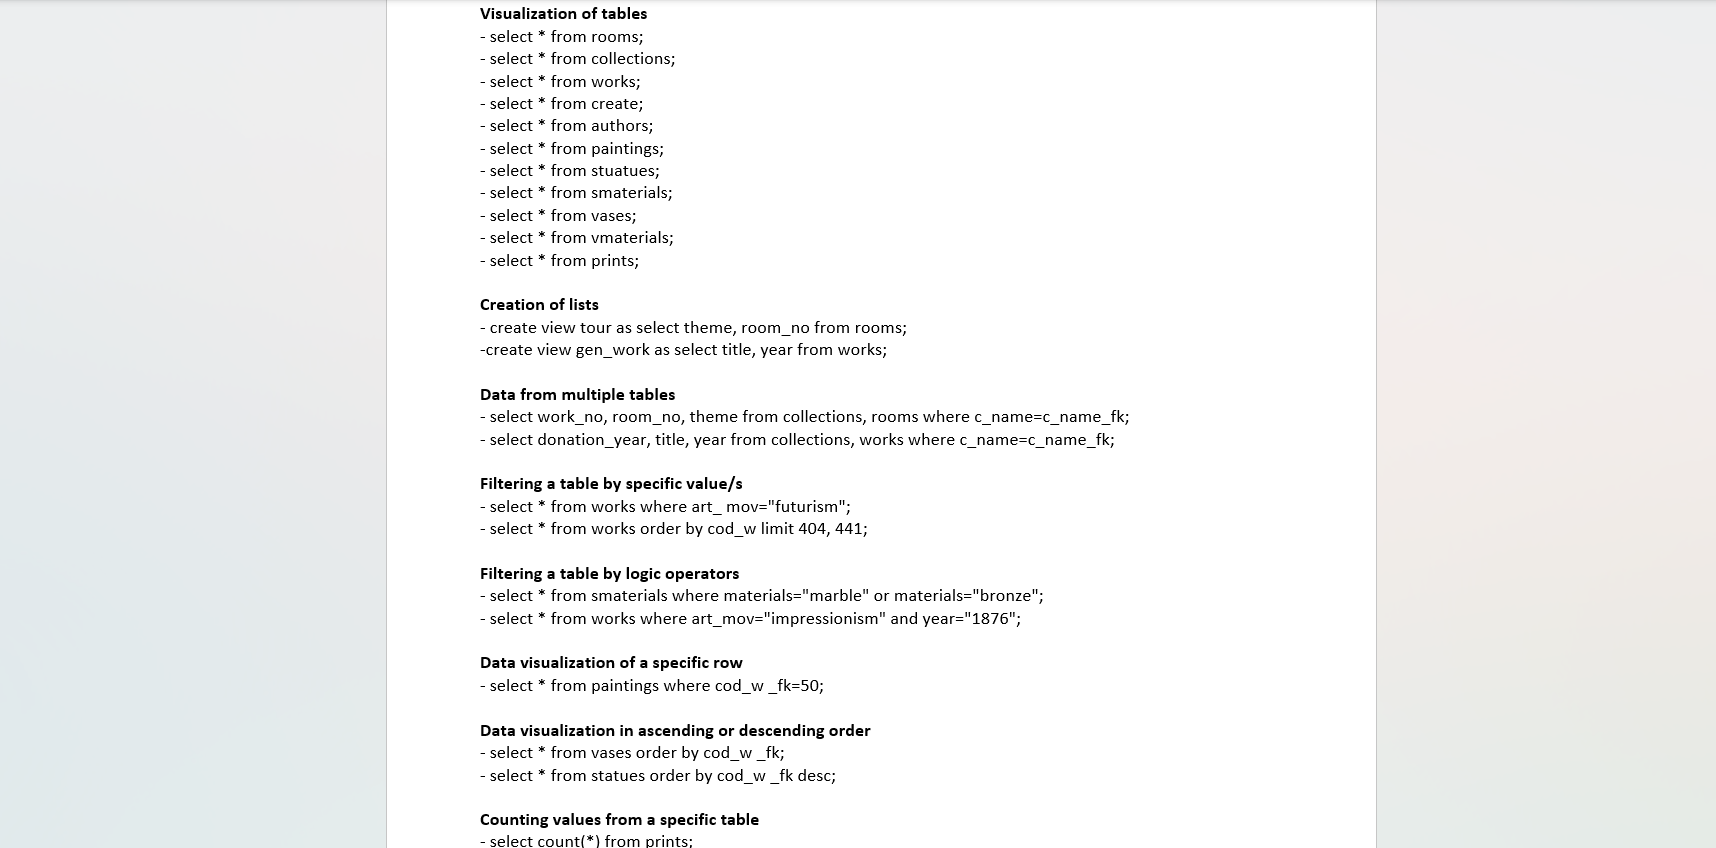 Visualization of tables
- select * from rooms;
- select * from collections;
- select * from works;
- select * from create;
- select * from authors;
- select * from paintings;
- select * from stuatues;
- select * from smaterials;
- select * from vases;
- select * from vmaterials;
- select * from prints;
Creation of lists
- create view tour as select theme, room_no from rooms;
-create view gen_work as select title, year from works;
Data from multiple tables
- select work_no, room_no, theme from collections, rooms where c_name=c_name_fk;
- select donation_year, title, year from collections, works where c_name=c_name_fk;
Filtering a table by specific value/s
- select * from works where art_ mov="futurism";
- select * from works order by cod_w limit 404, 441;
Filtering a table by logic operators
- select * from smaterials where materials="marble" or materials="bronze";
- select * from works where art_mov="impressionism" and year="1876";
Data visualization of a specific row
- select * from paintings where cod_w _fk=50;
Data visualization in ascending or descending order
- select * from vases order by cod_w _fk;
- select * from statues order by cod_w _fk desc;
Counting values from a specific table
- select count(*) from prints;